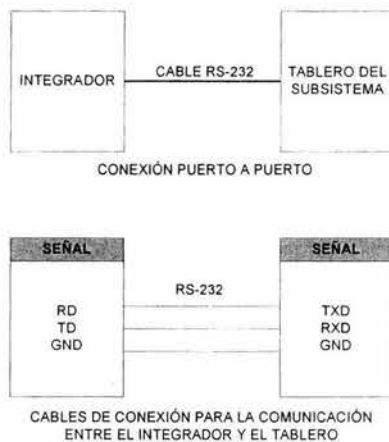 INTEGRADOR
CABLE RS-232
TABLERO DEL
SUBSISTEMA
CONEXIÓN PUERTO A PUERTO
SEÑAL
SEÑAL
RS-232
RD
TXD
TD
RXD
GND
GND
CABLES DE CONEXIÓN PARA LA COMUNICACIÓN
ENTRE EL INTEGRADOR Y EL TABLERO